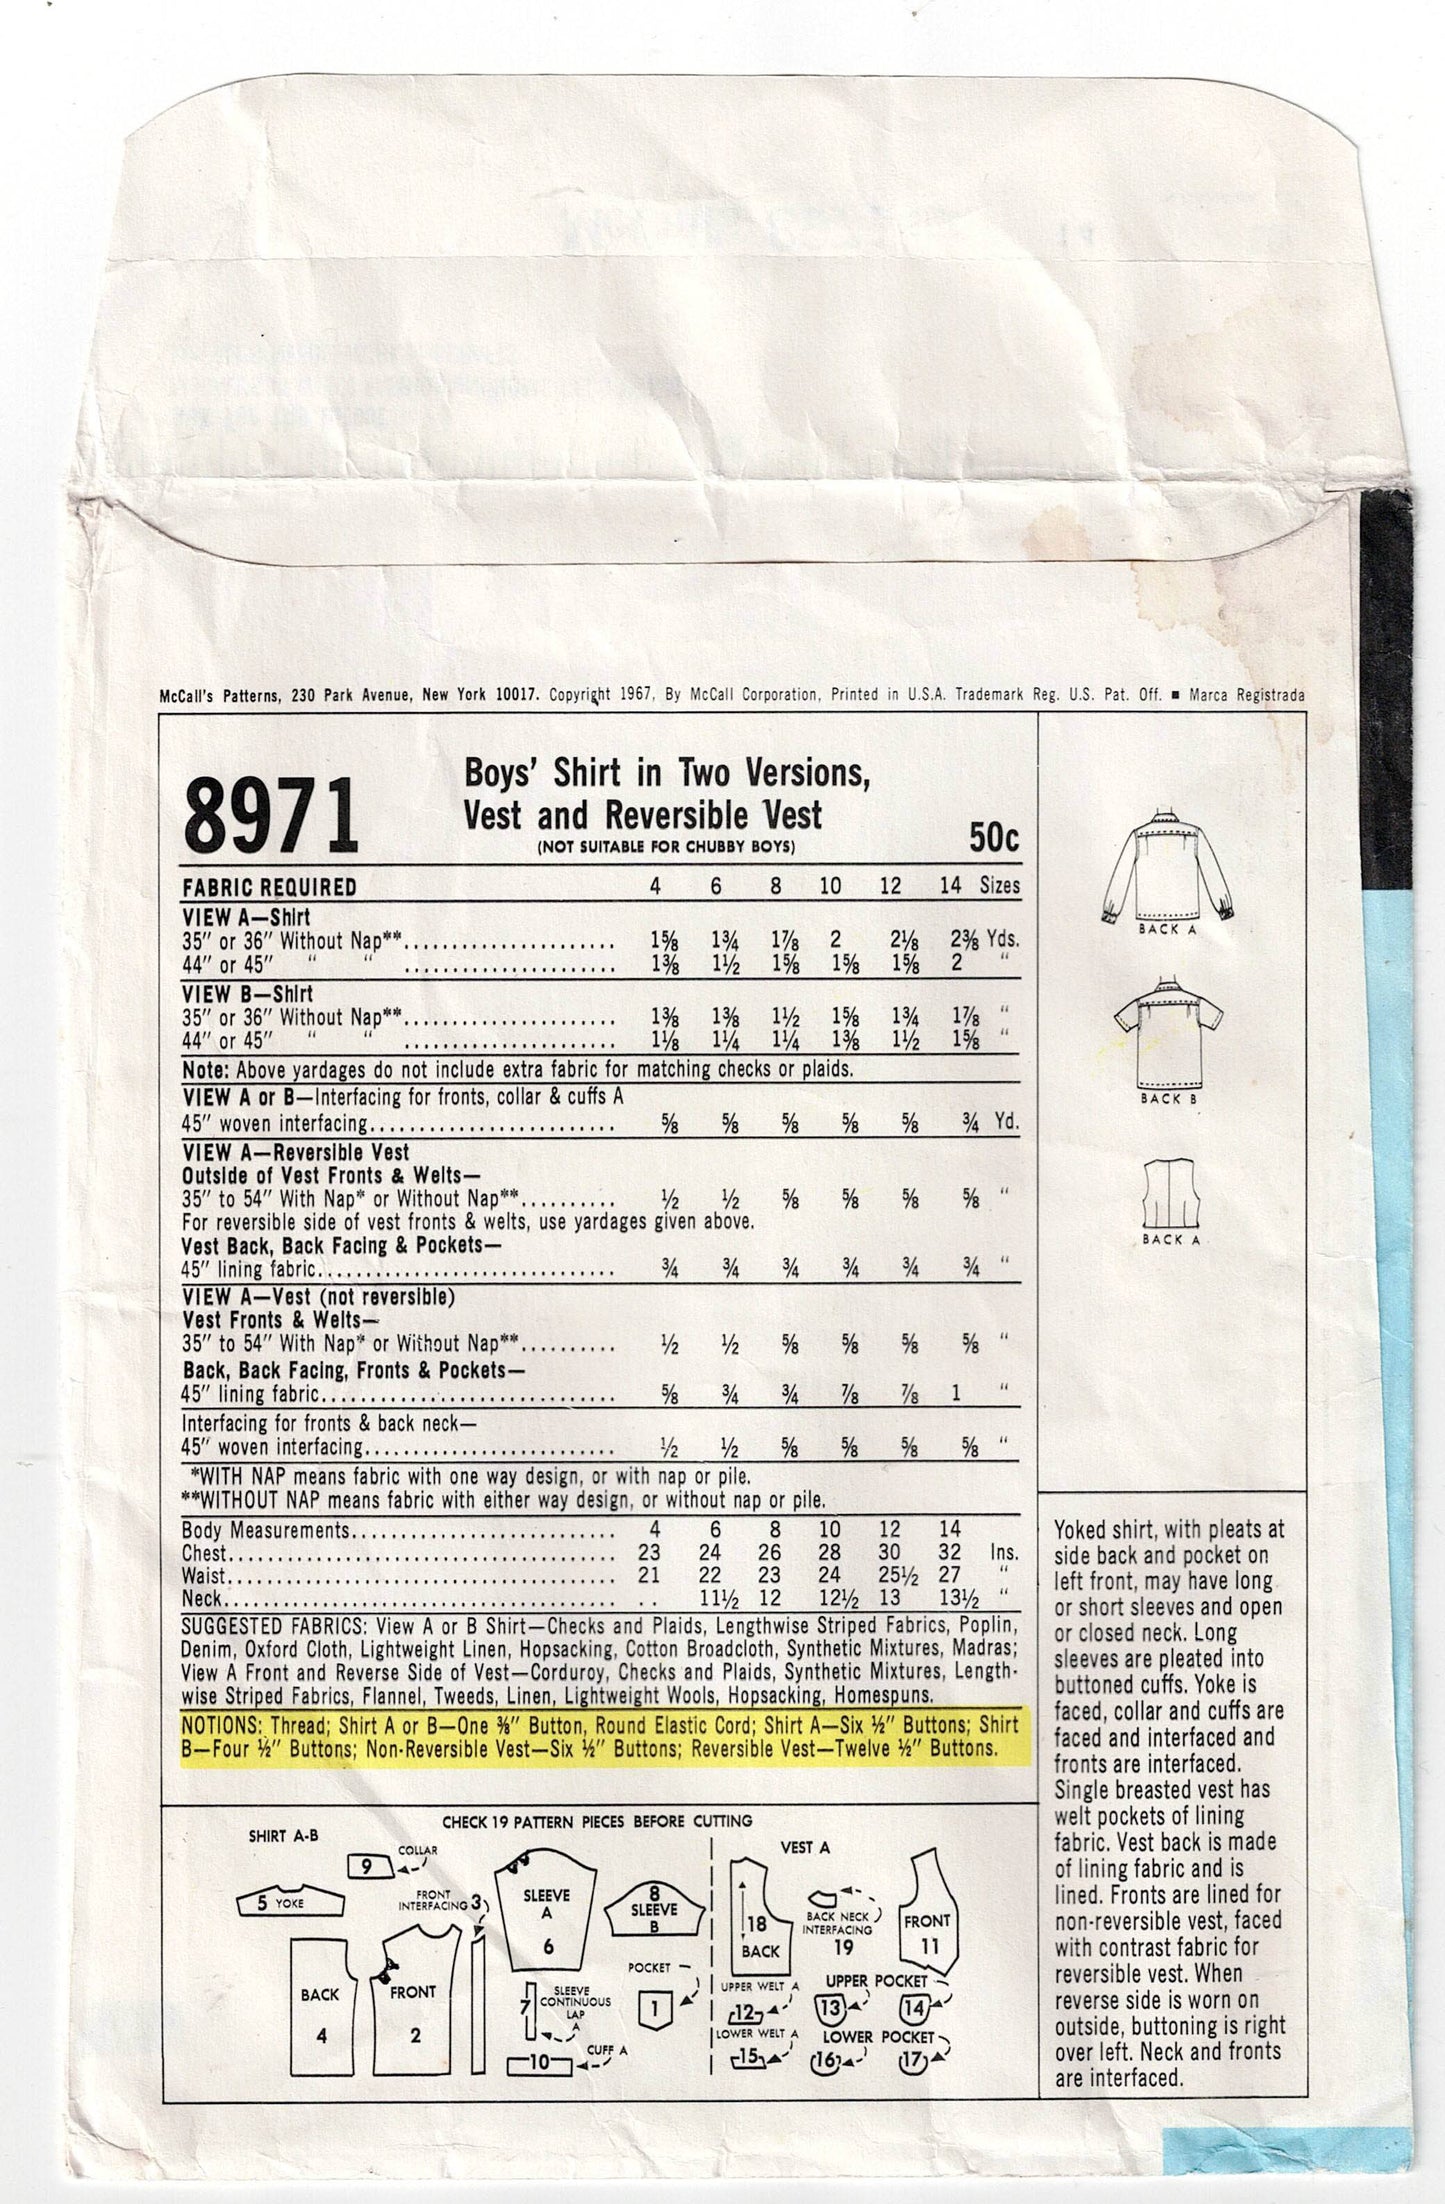 McCall's Patterns, 230 Park Avenue, New York 10017. Copyright 1967, By McCall Corporation, Printed in U.S.A. Trademark Reg. U.S. Pat. Off. ■ Marca Registrada
8971
Boys' Shirt in Two Versions,
Vest and Reversible Vest
(NOT SUITABLE FOR CHUBBY BOYS)
50c
FABRIC REQUIRED 4 6 8 10 12 14 Sizes
VIEW A—Shirt
35" or 36" Without Nap**...................... 1⅝ 1¾ 1⅞ 2 2⅛ 2⅜ Yds.
44" or 45" " " ...................... 1⅜ 1½ 1⅝ 1⅝ 1⅝ 2 "
VIEW B—Shirt
35" or 36" Without Nap**...................... 1⅜ 1⅜ 1½ 1⅝ 1¾ 1⅞ "
44" or 45" " " ...................... 1⅛ 1¼ 1¼ 1⅜ 1½ 1⅝ "
Note: Above yardages do not include extra fabric for matching checks or plaids.
VIEW A OR B—Interfacing for fronts, collar & cuffs A
45" woven interfacing......................... ⅝ ⅝ ⅝ ⅝ ⅝ ¾ Yd.
VIEW A—Reversible Vest
Outside of Vest Fronts & Welts—
35" to 54" With Nap* or Without Nap**.......... ½ ½ ⅝ ⅝ ⅝ ⅝ "
For reversible side of vest fronts & welts, use yardages given above.
Vest Back, Back Facing & Pockets—
45" lining fabric.............................. ¾ ¾ ¾ ¾ ¾ ¾ "
VIEW A—Vest (not reversible)
Vest Fronts & Welts—
35" to 54" With Nap* or Without Nap**.......... ½ ½ ⅝ ⅝ ⅝ ⅝ "
Back, Back Facing, Fronts & Pockets—
45" lining fabric.............................. ⅝ ¾ ¾ ⅞ ⅞ 1 "
Interfacing for fronts & back neck—
45" woven interfacing.......................... ½ ½ ⅝ ⅝ ⅝ ⅝ "
*WITH NAP means fabric with one way design, or with nap or pile.
**WITHOUT NAP means fabric with either way design, or without nap or pile.
Body Measurements........................... 4 6 8 10 12 14
Chest....................................... 23 24 26 28 30 32 Ins.
Waist....................................... 21 22 23 24 25½ 27 "
Neck........................................ . . 11½ 12 12½ 13 13½ "
SUGGESTED FABRICS: View A or B Shirt—Checks and Plaids, Lengthwise Striped Fabrics, Poplin,
Denim, Oxford Cloth, Lightweight Linen, Hopsacking, Cotton Broadcloth, Synthetic Mixtures, Madras;
View A Front and Reverse Side of Vest—Corduroy, Checks and Plaids, Synthetic Mixtures, Length-
wise Striped Fabrics, Flannel, Tweeds, Linen, Lightweight Wools, Hopsacking, Homespuns.
NOTIONS: Thread; Shirt A or B—One ⅜" Button, Round Elastic Cord; Shirt A—Six ½" Buttons; Shirt
B—Four ½" Buttons; Non-Reversible Vest—Six ½" Buttons; Reversible Vest—Twelve ½" Buttons.
BACK A
BACK B
BACK A
Yoked shirt, with pleats at
side back and pocket on
left front, may have long
or short sleeves and open
or closed neck. Long
sleeves are pleated into
buttoned cuffs. Yoke is
faced, collar and cuffs are
faced and interfaced and
fronts are interfaced.
Single breasted vest has
welt pockets of lining
fabric. Vest back is made
of lining fabric and is
lined. Fronts are lined for
non-reversible vest, faced
with contrast fabric for
reversible vest. When
reverse side is worn on
outside, buttoning is right
over left. Neck and fronts
are interfaced.
CHECK 19 PATTERN PIECES BEFORE CUTTING
SHIRT A-B
9 COLLAR
5 YOKE
FRONT
INTERFACING 3
SLEEVE
A
6
8
SLEEVE
B
BACK
4
FRONT
2
7 SLEEVE
CONTINUOUS
LAP
A
10 CUFF A
POCKET
1
VEST A
18
BACK
BACK NECK
INTERFACING
19
FRONT
11
UPPER WELT A
12
UPPER POCKET
13 14
LOWER WELT A
15
LOWER POCKET
16 17